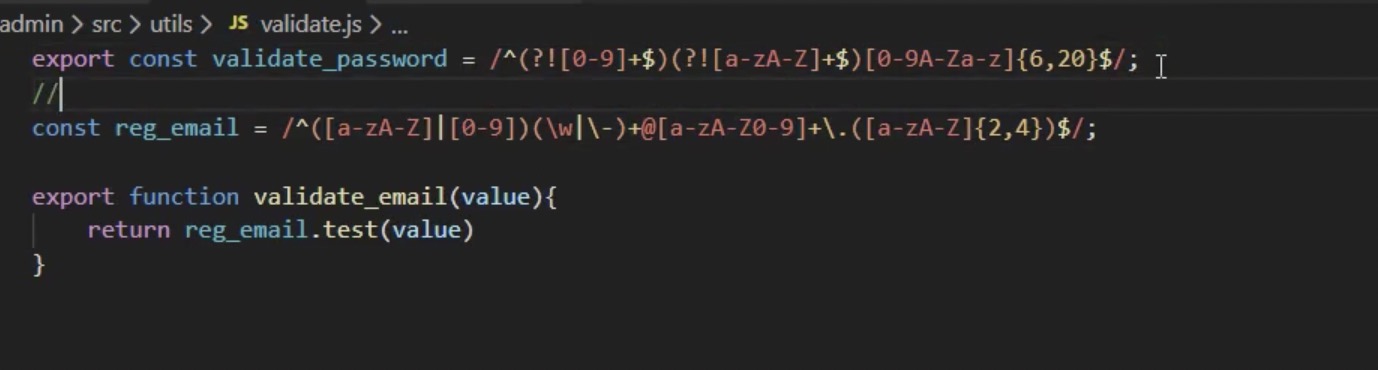 admin > src > utils > JS validate.js > ...
export const validate_password = /^(?![0-9]+$)(?![a-zA-Z]+$)[0-9A-Za-z]{6,20}$/;
//
const reg_email = /^([a-zA-Z]|[0-9])(\w|\-)+@[a-zA-Z0-9]+\.([a-zA-Z]{2,4})$/;
export function validate_email(value){
    return reg_email.test(value)
}